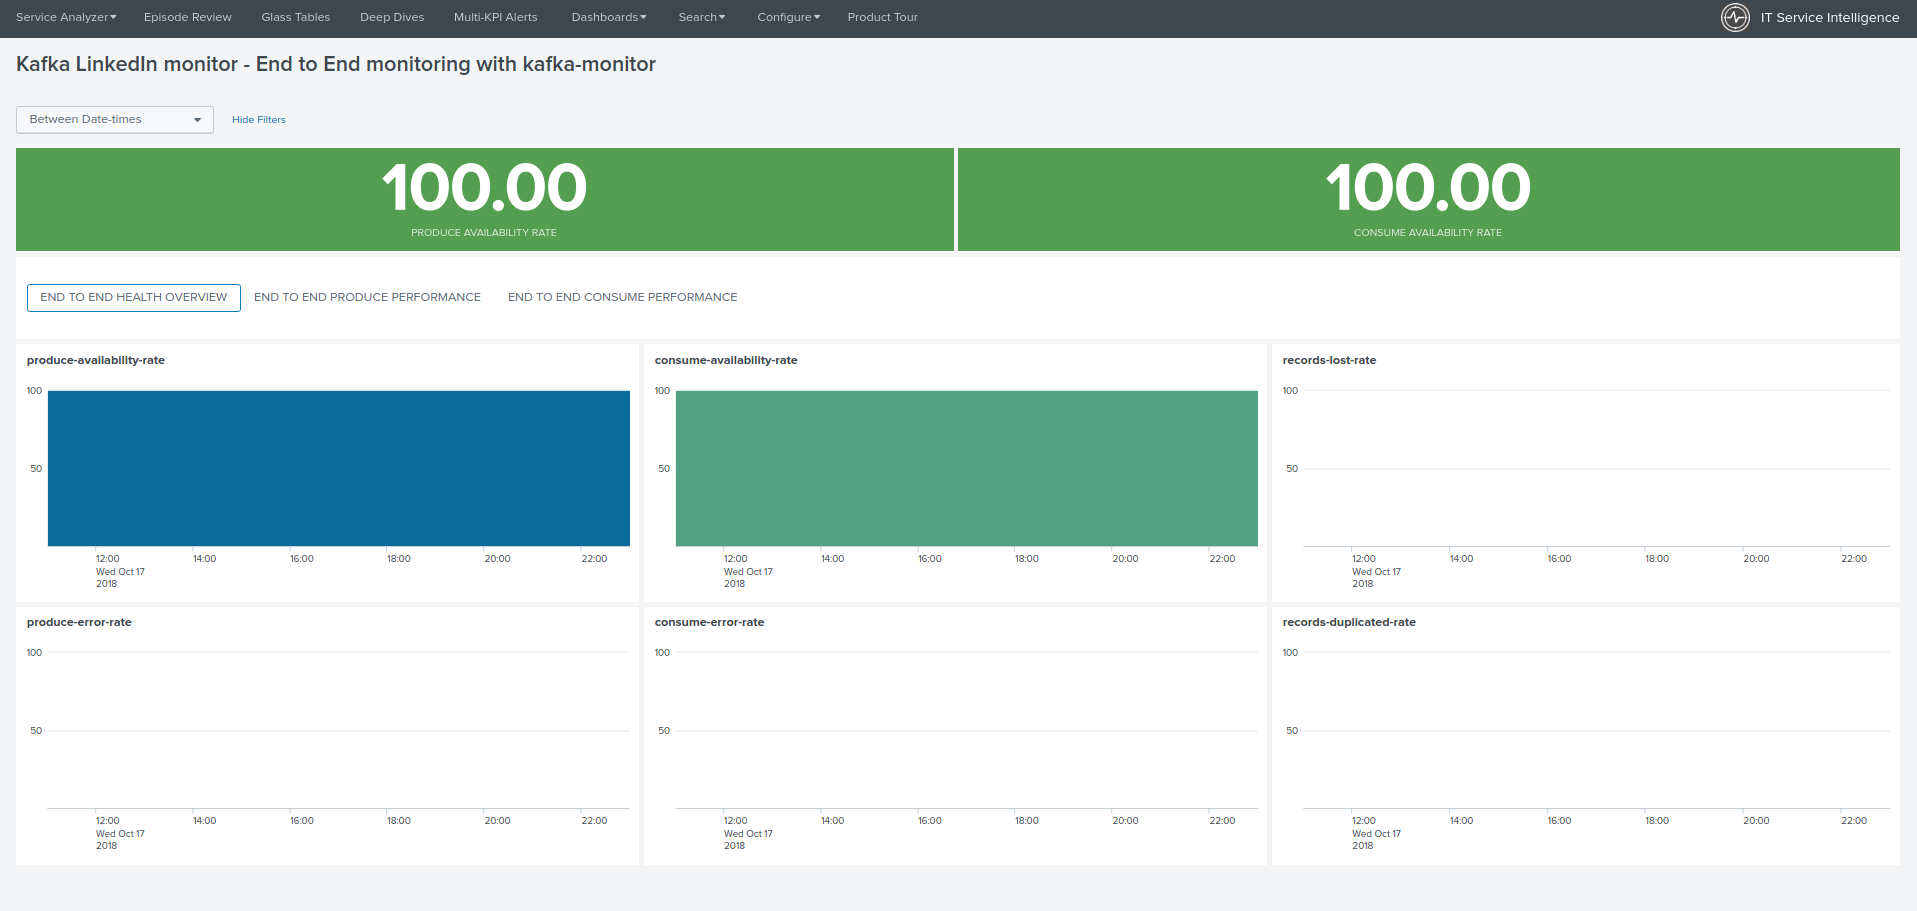 Service Analyzer Episode Review Glass Tables Deep Dives Multi-KPI Alerts Dashboards Search Configure Product Tour IT Service Intelligence
Kafka LinkedIn monitor - End to End monitoring with kafka-monitor
Between Date-times Hide Filters
100.00
PRODUCE AVAILABILITY RATE
100.00
CONSUME AVAILABILITY RATE
END TO END HEALTH OVERVIEW END TO END PRODUCE PERFORMANCE END TO END CONSUME PERFORMANCE
produce-availability-rate
100
50
12:00 14:00 16:00 18:00 20:00 22:00
Wed Oct 17
2018
consume-availability-rate
100
50
12:00 14:00 16:00 18:00 20:00 22:00
Wed Oct 17
2018
records-lost-rate
100
50
12:00 14:00 16:00 18:00 20:00 22:00
Wed Oct 17
2018
produce-error-rate
100
50
12:00 14:00 16:00 18:00 20:00 22:00
Wed Oct 17
2018
consume-error-rate
100
50
12:00 14:00 16:00 18:00 20:00 22:00
Wed Oct 17
2018
records-duplicated-rate
100
50
12:00 14:00 16:00 18:00 20:00 22:00
Wed Oct 17
2018